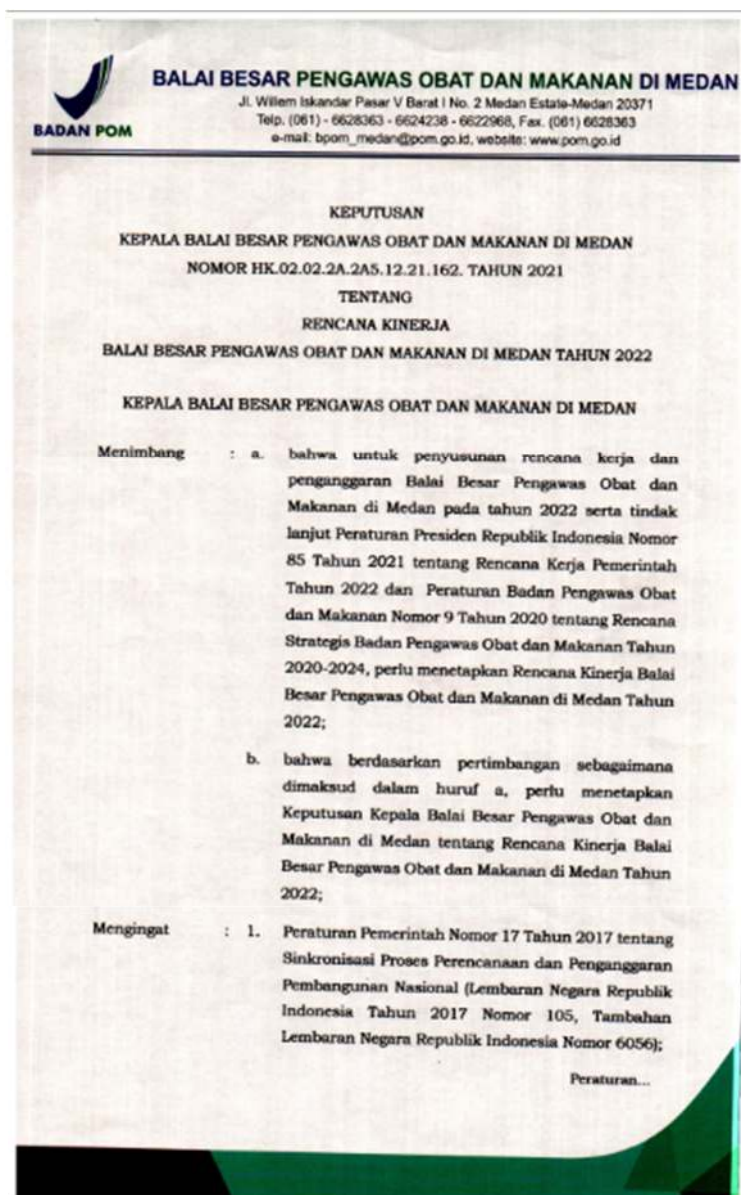 BALAI BESAR PENGAWAS OBAT DAN MAKANAN DI MEDAN
Jl. Willem Iskandar Pasar V Barat I No. 2 Medan Estate-Medan 20371
Telp. (061) - 6628363 - 6624238 - 6622968, Fax. (061) 6628363
e-mail: bpom_medan@pom.go.id, website: www.pom.go.id
BADAN POM
KEPUTUSAN
KEPALA BALAI BESAR PENGAWAS OBAT DAN MAKANAN DI MEDAN
NOMOR HK.02.02.2A.2A5.12.21.162. TAHUN 2021
TENTANG
RENCANA KINERJA
BALAI BESAR PENGAWAS OBAT DAN MAKANAN DI MEDAN TAHUN 2022
KEPALA BALAI BESAR PENGAWAS OBAT DAN MAKANAN DI MEDAN
Menimbang : a. bahwa untuk penyusunan rencana kerja dan
penganggaran Balai Besar Pengawas Obat dan
Makanan di Medan pada tahun 2022 serta tindak
lanjut Peraturan Presiden Republik Indonesia Nomor
85 Tahun 2021 tentang Rencana Kerja Pemerintah
Tahun 2022 dan Peraturan Badan Pengawas Obat
dan Makanan Nomor 9 Tahun 2020 tentang Rencana
Strategis Badan Pengawas Obat dan Makanan Tahun
2020-2024, perlu menetapkan Rencana Kinerja Balai
Besar Pengawas Obat dan Makanan di Medan Tahun
2022;
b. bahwa berdasarkan pertimbangan sebagaimana
dimaksud dalam huruf a, perlu menetapkan
Keputusan Kepala Balai Besar Pengawas Obat dan
Makanan di Medan tentang Rencana Kinerja Balai
Besar Pengawas Obat dan Makanan di Medan Tahun
2022;
Mengingat : 1. Peraturan Pemerintah Nomor 17 Tahun 2017 tentang
Sinkronisasi Proses Perencanaan dan Penganggaran
Pembangunan Nasional (Lembaran Negara Republik
Indonesia Tahun 2017 Nomor 105, Tambahan
Lembaran Negara Republik Indonesia Nomor 6056);
Peraturan...